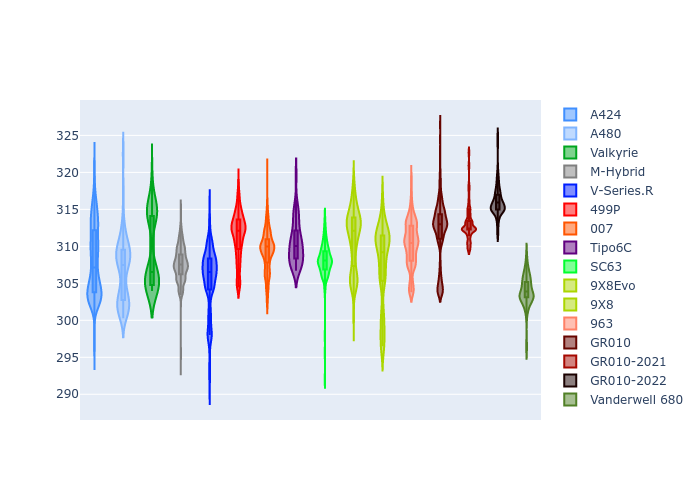 325
320
315
310
305
300
295
290
A424
A480
Valkyrie
M-Hybrid
V-Series.R
499P
007
Tipo6C
SC63
9X8Evo
9X8
963
GR010
GR010-2021
GR010-2022
Vanderwell 680